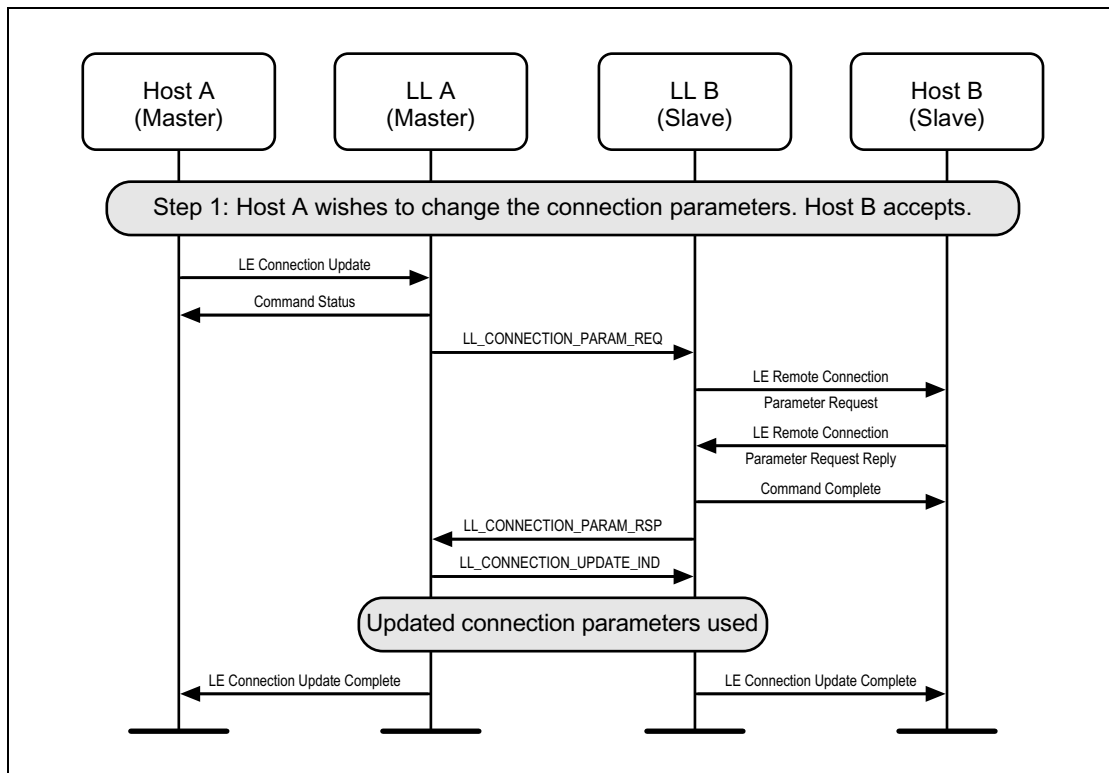 Host A
(Master)
LL A
(Master)
LL B
(Slave)
Host B
(Slave)
Step 1: Host A wishes to change the connection parameters. Host B accepts.
LE Connection Update
Command Status
LL_CONNECTION_PARAM_REQ
LE Remote Connection
Parameter Request
LE Remote Connection
Parameter Request Reply
Command Complete
LL_CONNECTION_PARAM_RSP
LL_CONNECTION_UPDATE_IND
Updated connection parameters used
LE Connection Update Complete
LE Connection Update Complete